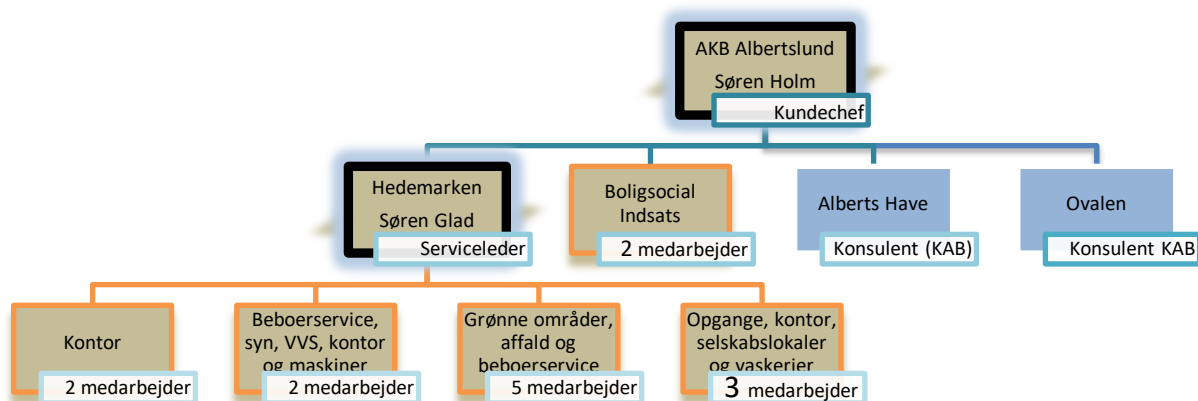 AKB Albertslund
Søren Holm
Kundechef
Hedemarken
Søren Glad
Serviceleder
Boligsocial
Indsats
2 medarbejder
Alberts Have
Konsulent (KAB)
Ovalen
Konsulent KAB)
Kontor
2 medarbejder
Beboerservice,
syn, VVS, kontor
og maskiner
2 medarbejder
Grønne områder,
affald og
beboerservice
5 medarbejder
Opgange, kontor,
selskabslokaler
og vaskerier
3 medarbejder